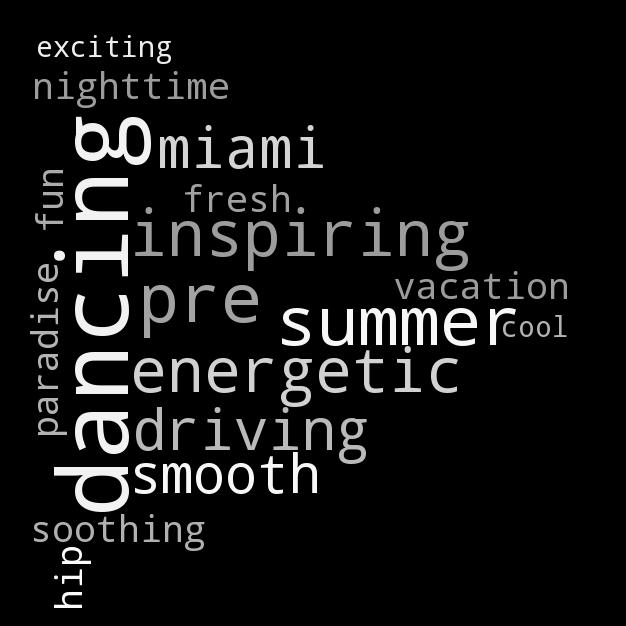 exciting
nighttime
dancing
miami
fun
fresh
inspiring
paradise
pre
vacation
summer
cool
energetic
driving
smooth
soothing
hip